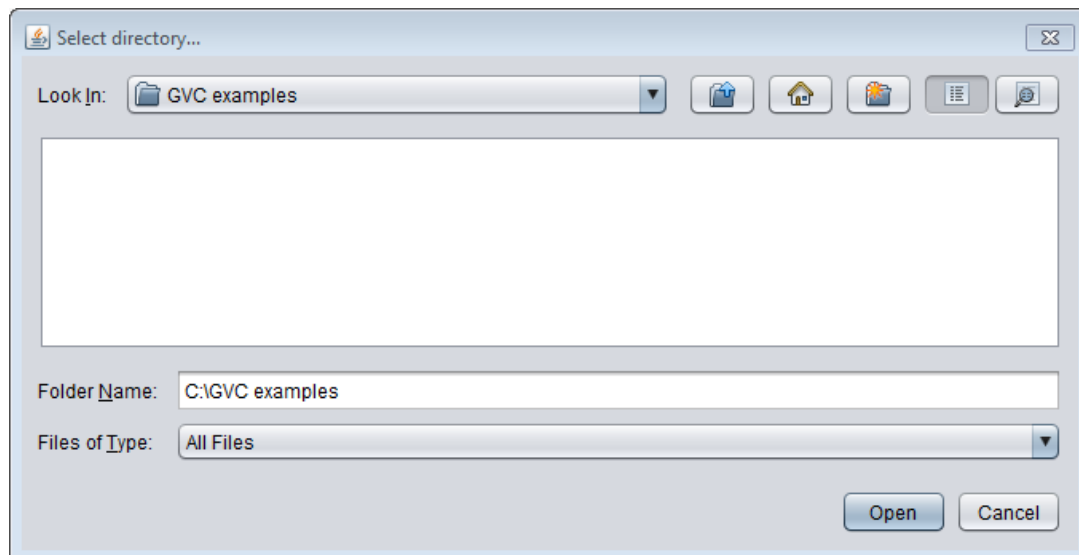 Select directory...
Look In: GVC examples
Folder Name: C:\GVC examples
Files of Type: All Files
Open Cancel